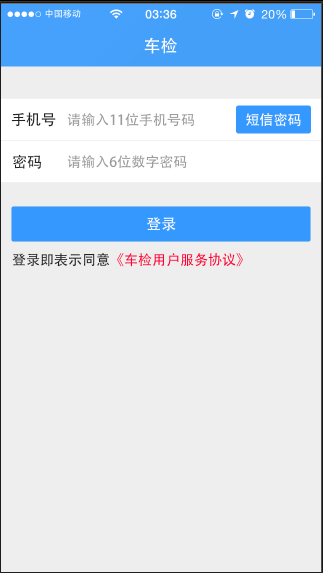 中国移动 03:36 20%
车检
手机号 请输入11位手机号码 短信密码
密码 请输入6位数字密码
登录
登录即表示同意《车检用户服务协议》